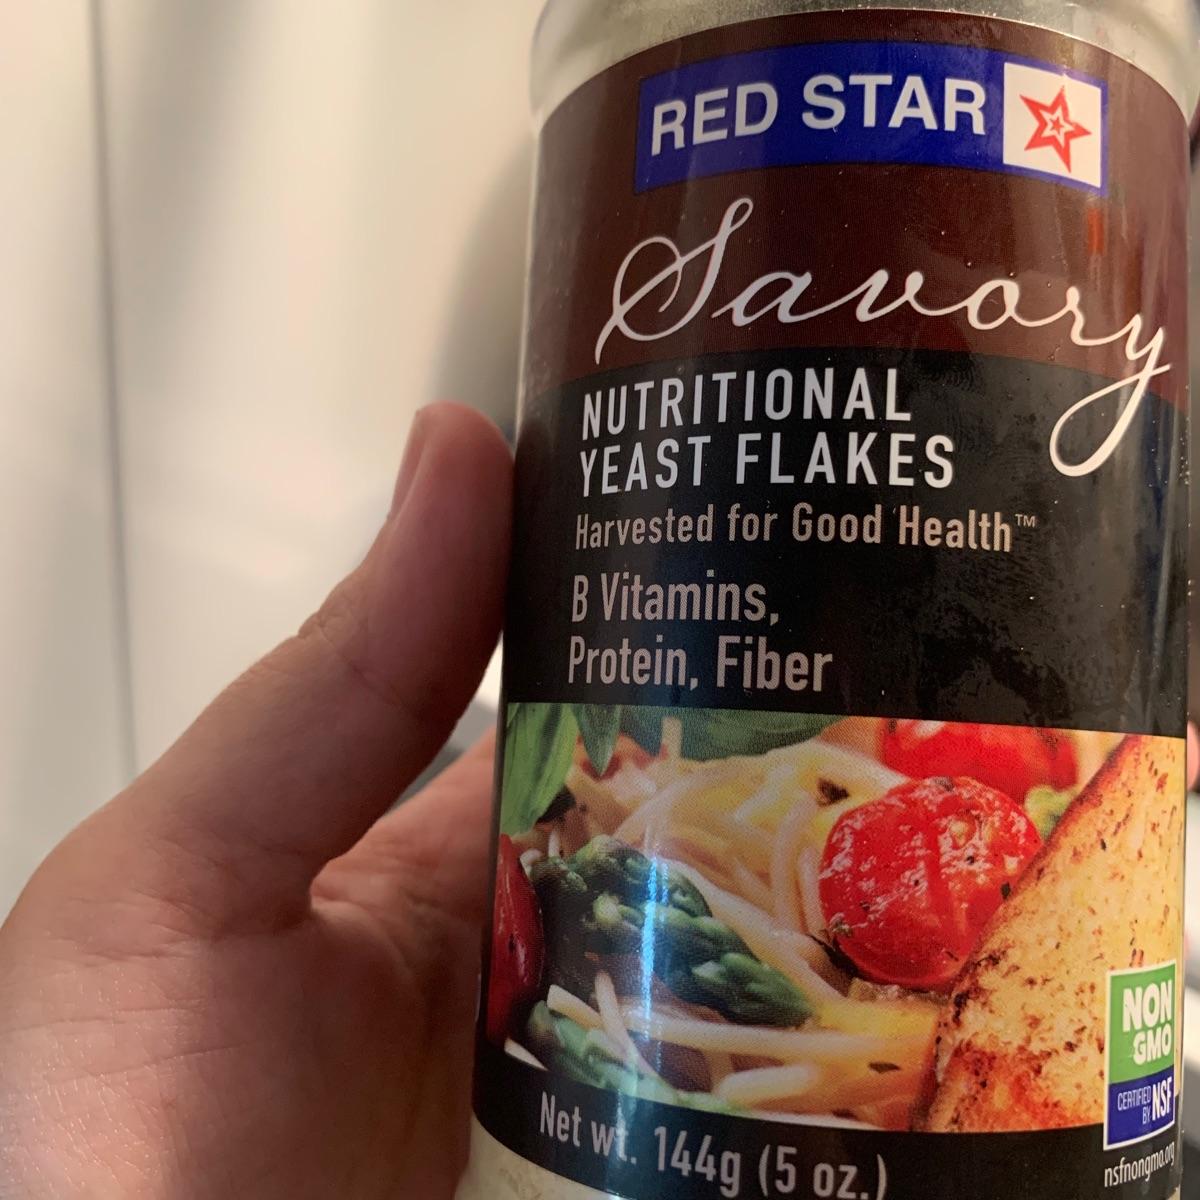 RED STAR
Savory
NUTRITIONAL
YEAST FLAKES
Harvested for Good Health™
B Vitamins,
Protein, Fiber
NON
GMO
CERTIFIED
BY NSF
nsfnongmo.org
Net wt. 144g (5 oz.)